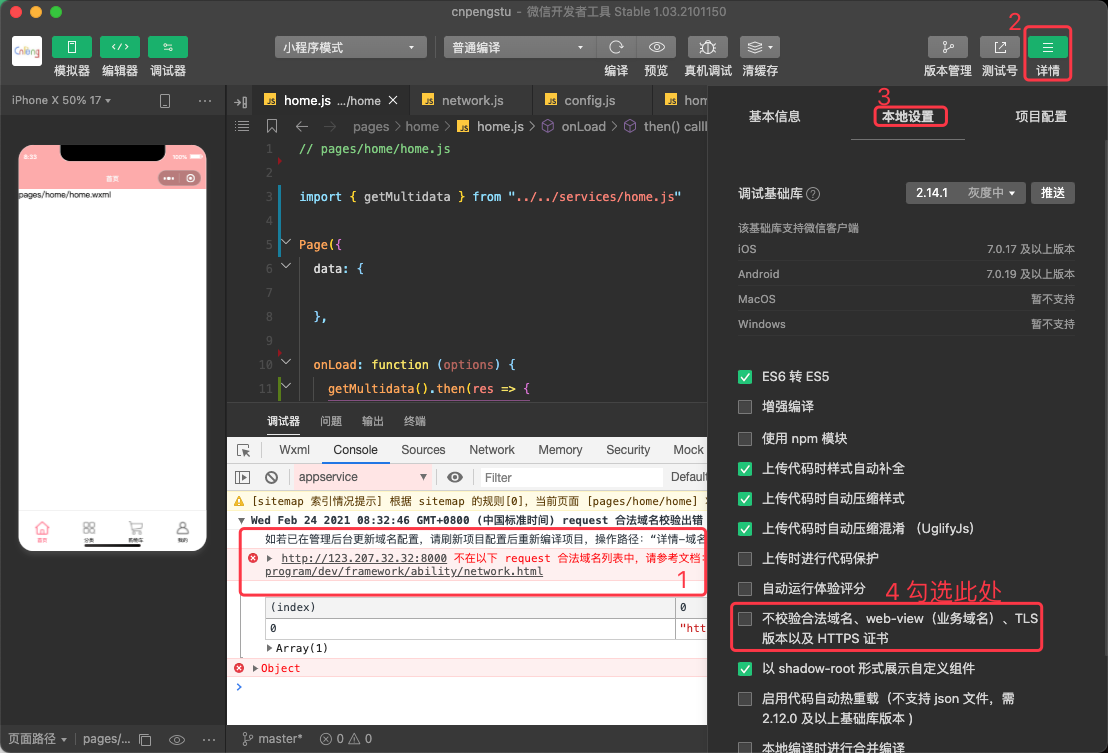 cnpengstu - 微信开发者工具 Stable 1.03.2101150
2
模拟器
编辑器
调试器
小程序模式
普通编译
编译
预览
真机调试
清缓存
版本管理
测试号
详情
iPhone X 50% 17
home.js .../home
network.js
config.js
hom
pages > home > home.js > onLoad > then() callb
1 // pages/home/home.js
2
3 import { getMultidata } from "../../services/home.js"
4
5 Page({
6 data: {
7
8 },
9
10 onLoad: function (options) {
11 getMultidata().then(res => {
8:33
100%
首页
pages/home/home.wxml
首页
分类
购物车
我的
调试器
问题
输出
终端
Wxml
Console
Sources
Network
Memory
Security
Mock
appservice
Filter
Default
[sitemap 索引情况提示] 根据 sitemap 的规则[0]，当前页面 [pages/home/home]
Wed Feb 24 2021 08:32:46 GMT+0800 (中国标准时间) request 合法域名校验出错
如若已在管理后台更新域名配置，请刷新项目配置后重新编译项目，操作路径：“详情-域名
http://123.207.32.32:8000 不在以下 request 合法域名列表中，请参考文档：
program/dev/framework/ability/network.html
1
(index)
0
0
"htt
Array(1)
Object
3
基本信息
本地设置
项目配置
调试基础库 ?
2.14.1 灰度中
推送
该基础库支持微信客户端
iOS 7.0.17 及以上版本
Android 7.0.19 及以上版本
MacOS 暂不支持
Windows 暂不支持
ES6 转 ES5
增强编译
使用 npm 模块
上传代码时样式自动补全
上传代码时自动压缩样式
上传代码时自动压缩混淆 （UglifyJs）
上传时进行代码保护
自动运行体验评分
4 勾选此处
不校验合法域名、web-view（业务域名）、TLS
版本以及 HTTPS 证书
以 shadow-root 形式展示自定义组件
启用代码自动热重载（不支持 json 文件，需
2.12.0 及以上基础库版本 )
本地编译时进行合并编译
页面路径
pages/...
master*
0
0